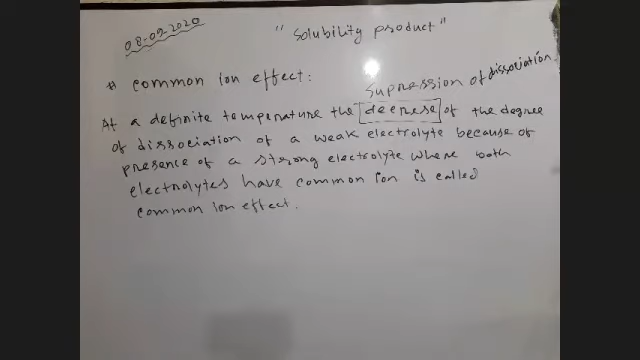 08-09-2020
"Solubility product"
# common ion effect:
Supression of dissociation
At a definite temperature the decrese of the degree
of dissociation of a weak electrolyte because of
presence of a strong electrolyte where both
electrolytes have common ion is called
common ion effect.